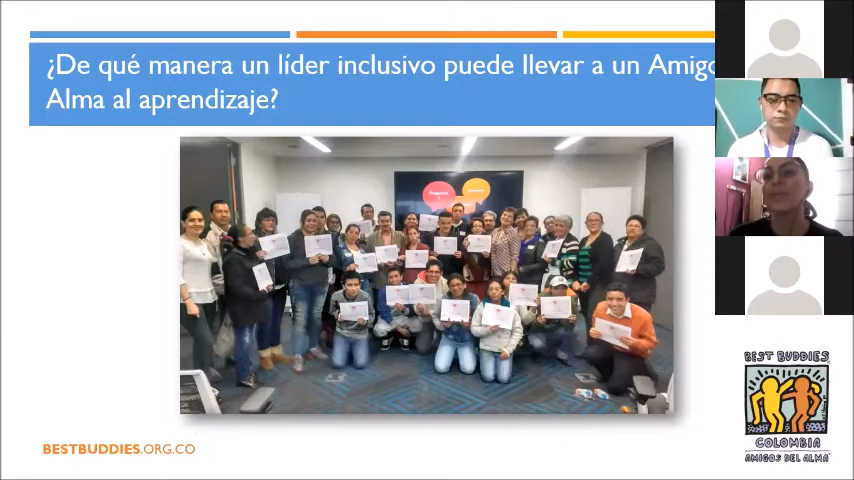 ¿De qué manera un líder inclusivo puede llevar a un Amigo
Alma al aprendizaje?
BESTBUDDIES.ORG.CO
BEST BUDDIES
COLOMBIA
AMIGOS DEL ALMA